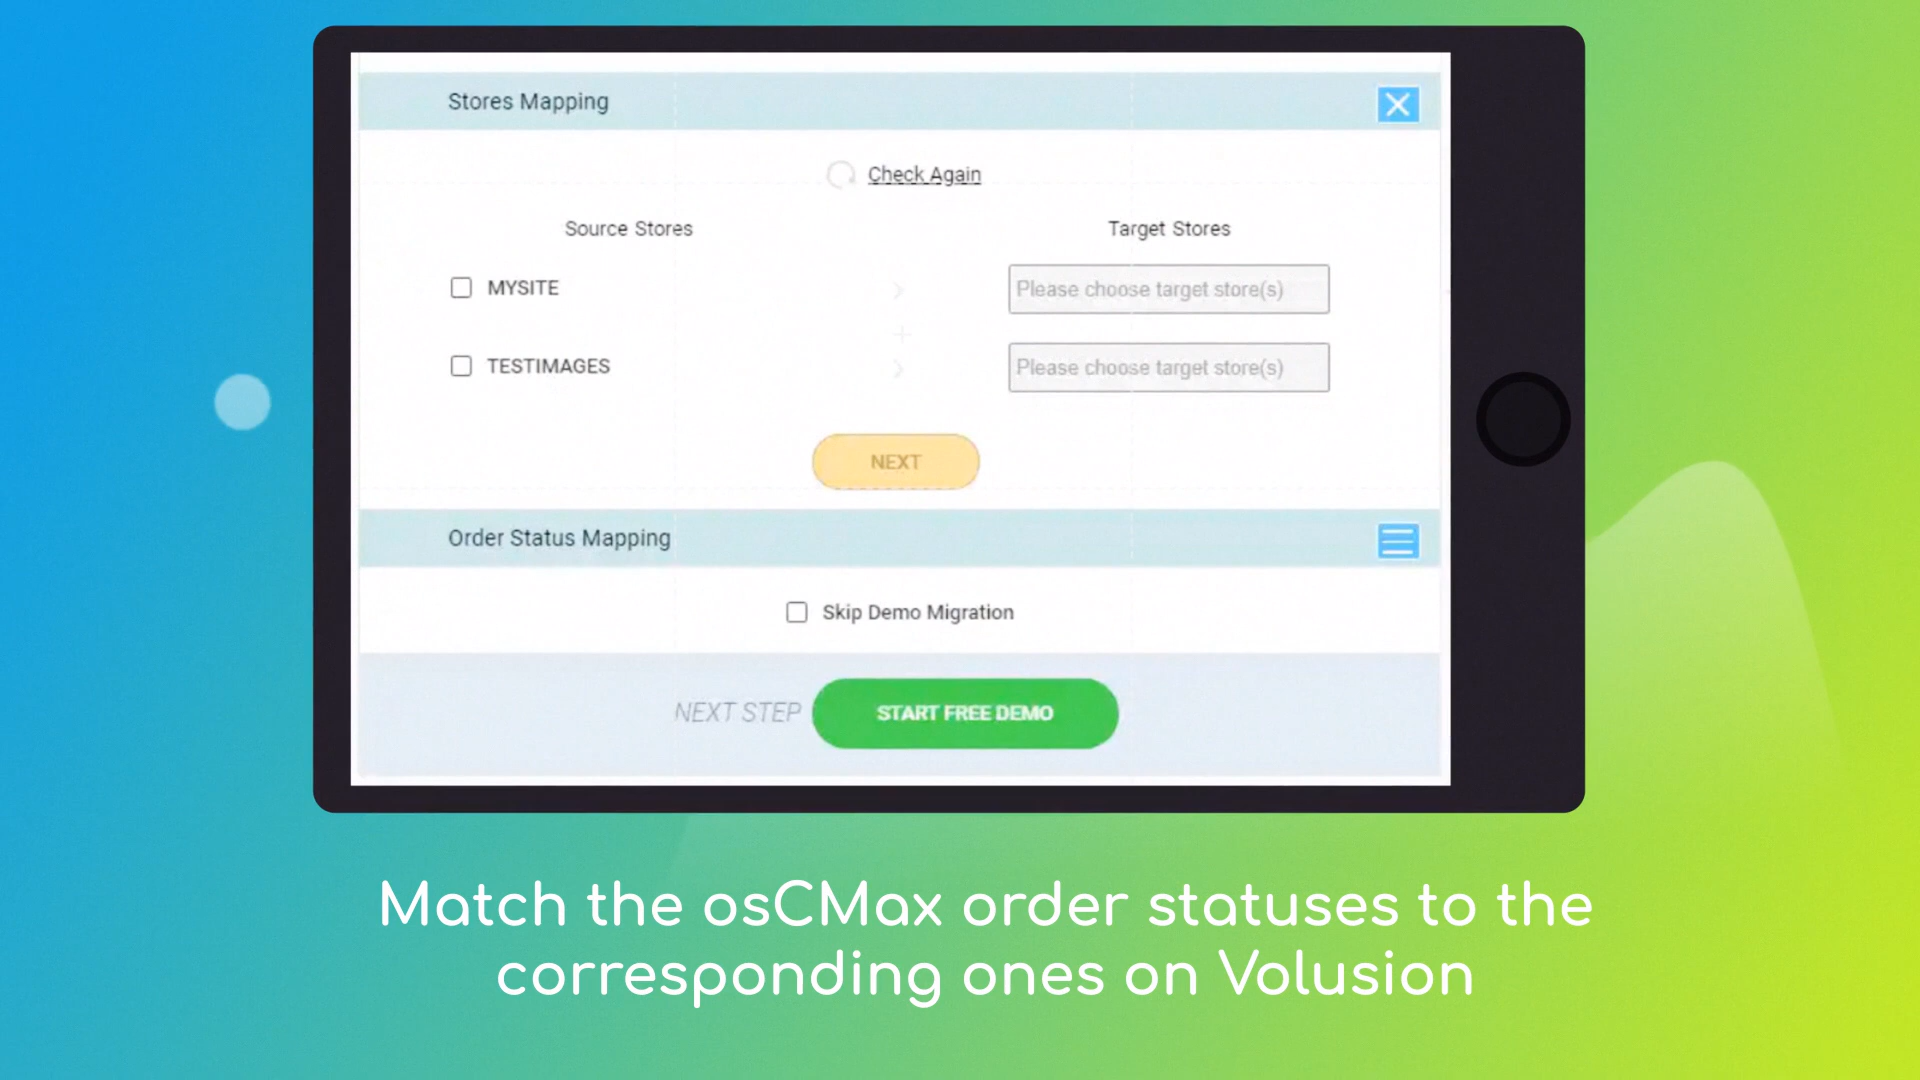 Stores Mapping
Check Again
Source Stores
Target Stores
MYSITE
Please choose target store(s)
TESTIMAGES
Please choose target store(s)
NEXT
Order Status Mapping
Skip Demo Migration
NEXT STEP
START FREE DEMO
Match the osCMax order statuses to the
corresponding ones on Volusion